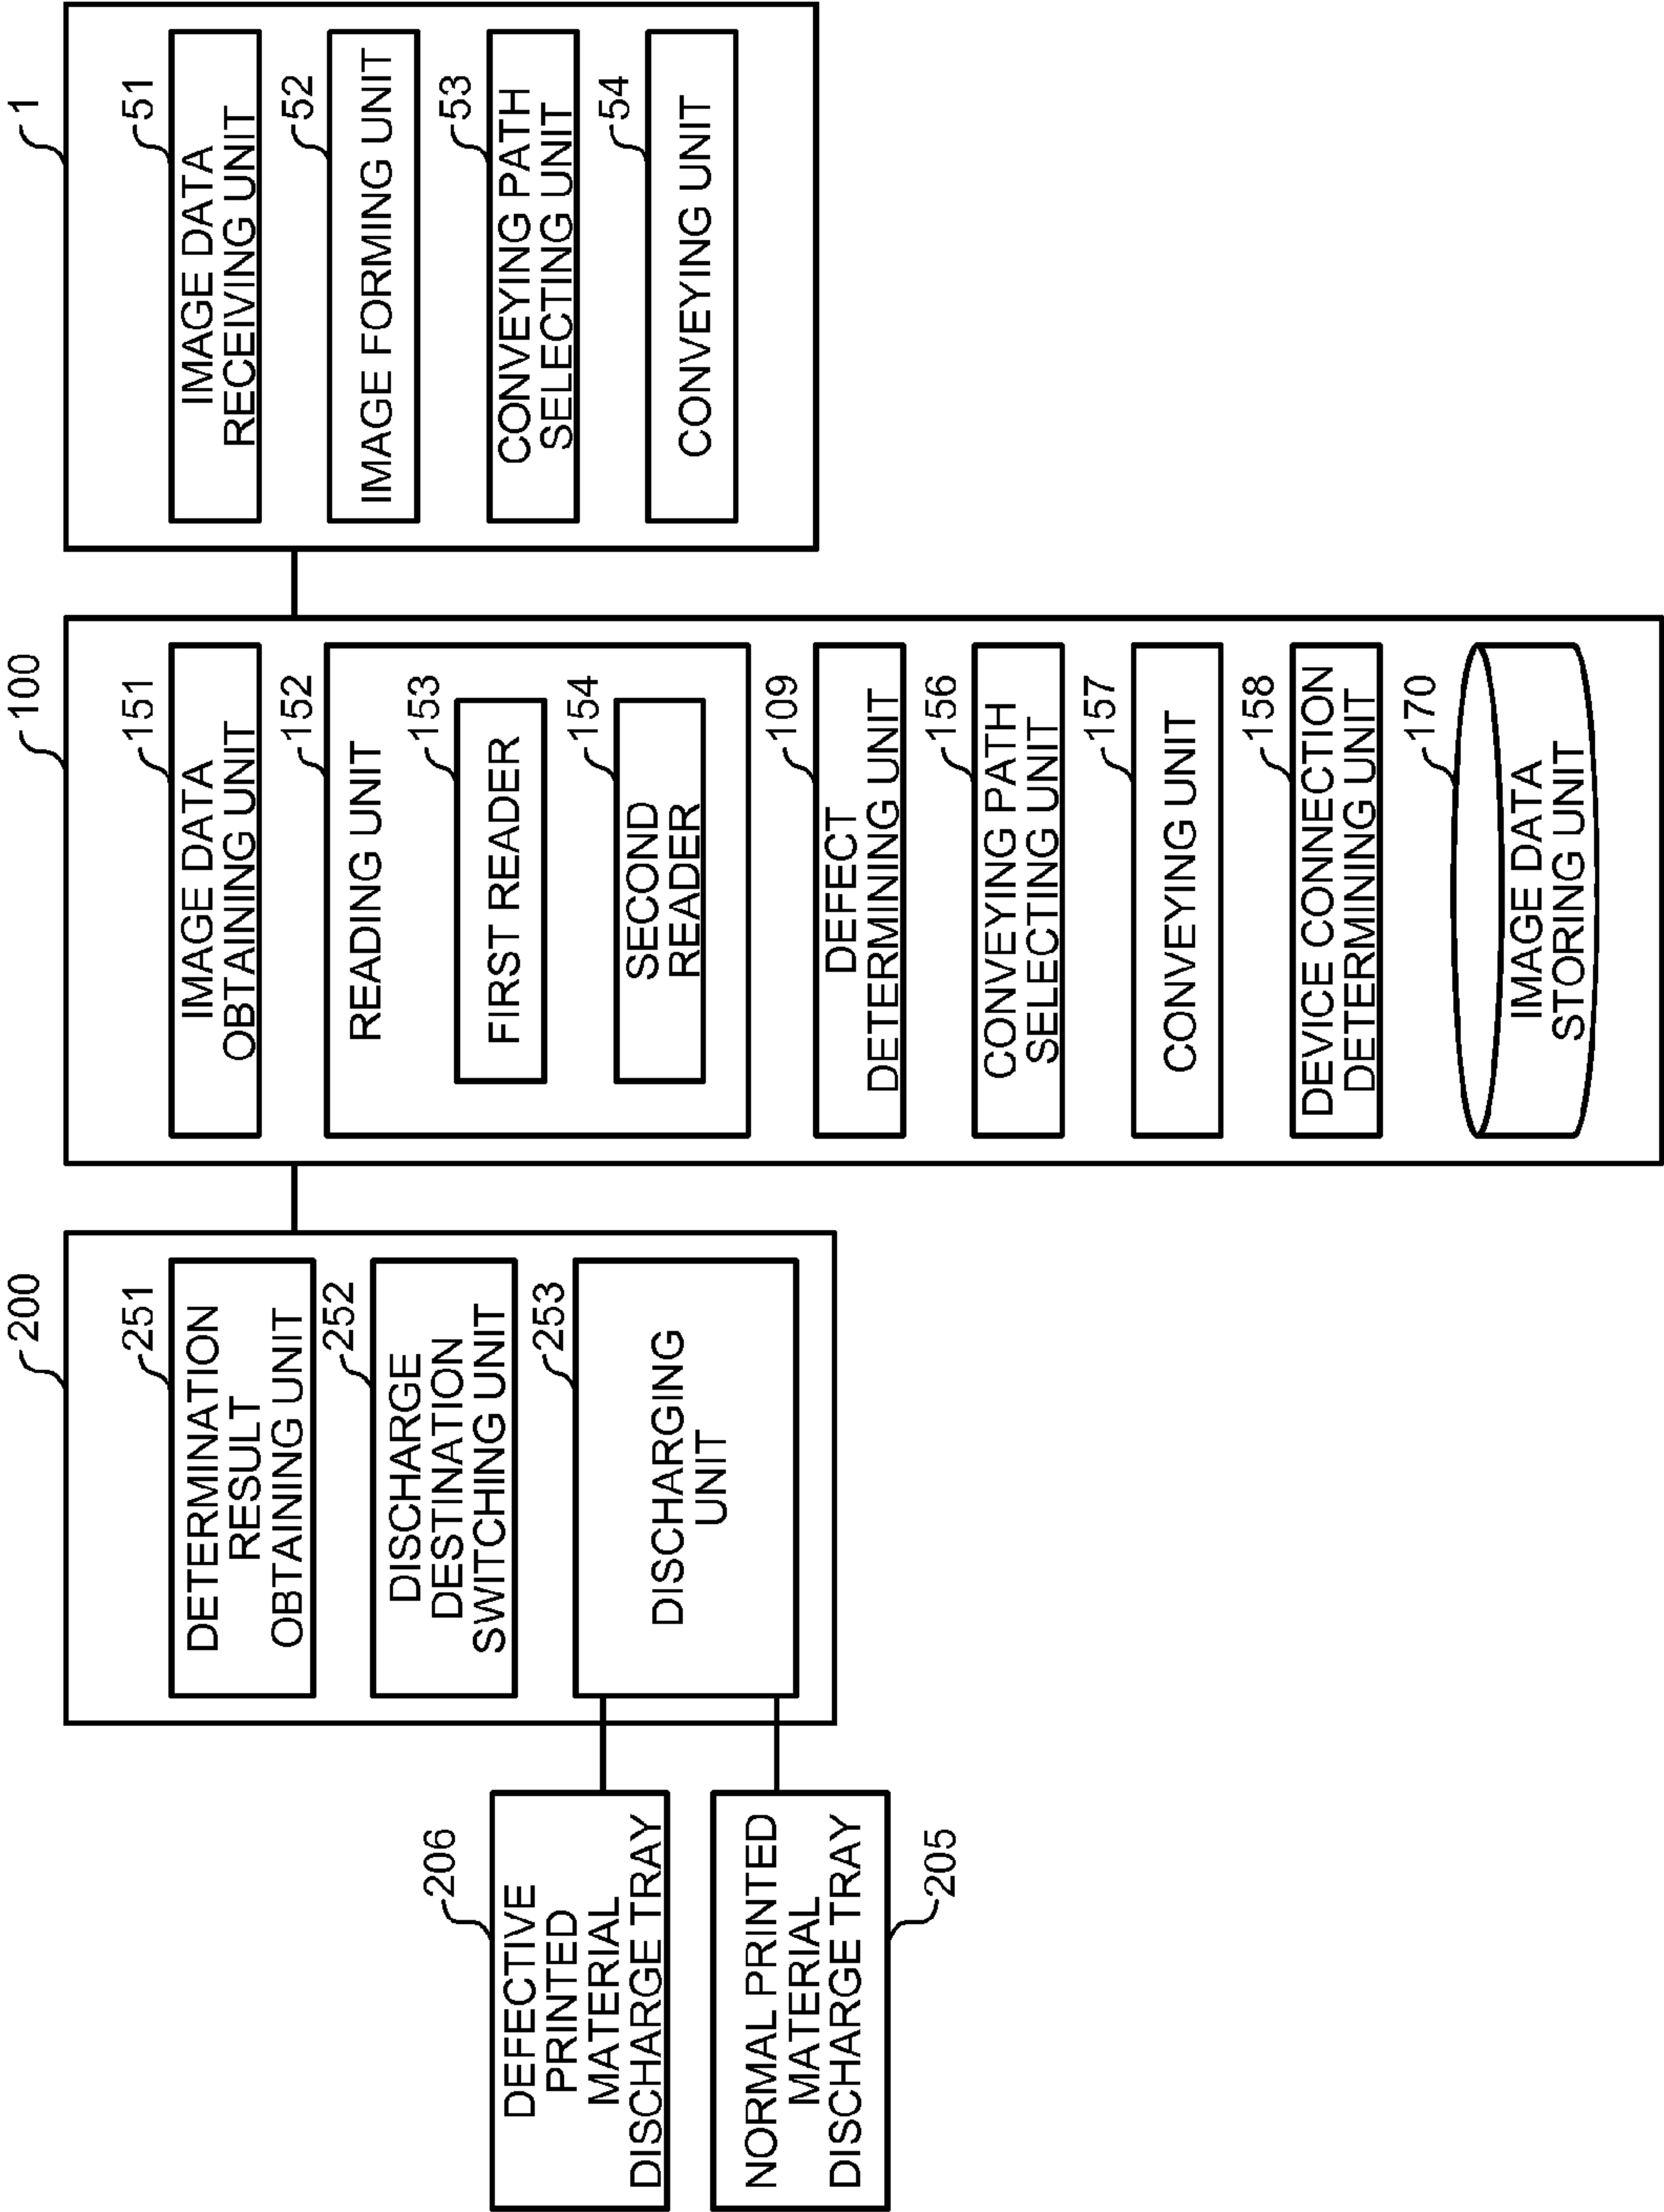 200
251
DETERMINATION
RESULT
OBTAINING UNIT
252
DISCHARGE
DESTINATION
SWITCHING UNIT
253
DISCHARGING
UNIT
206
DEFECTIVE
PRINTED
MATERIAL
DISCHARGE TRAY
NORMAL PRINTED
MATERIAL
DISCHARGE TRAY
205
100
151
IMAGE DATA
OBTAINING UNIT
152
READING UNIT
153
FIRST READER
154
SECOND
READER
109
DEFECT
DETERMINING UNIT
156
CONVEYING PATH
SELECTING UNIT
157
CONVEYING UNIT
158
DEVICE CONNECTION
DETERMINING UNIT
170
IMAGE DATA
STORING UNIT
1
51
IMAGE DATA
RECEIVING UNIT
52
IMAGE FORMING UNIT
53
CONVEYING PATH
SELECTING UNIT
54
CONVEYING UNIT